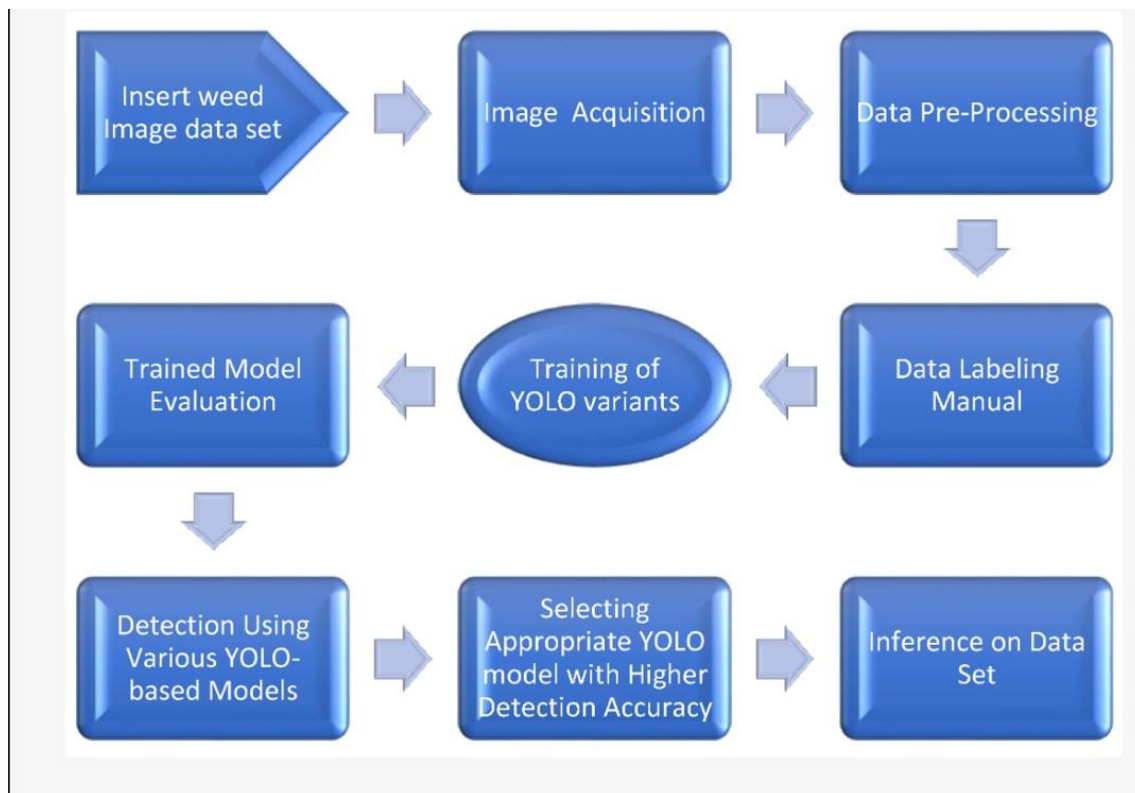 Insert weed
Image data set
Image Acquisition
Data Pre-Processing
Data Labeling
Manual
Training of
YOLO variants
Trained Model
Evaluation
Detection Using
Various YOLO-
based Models
Selecting
Appropriate YOLO
model with Higher
Detection Accuracy
Inference on Data
Set